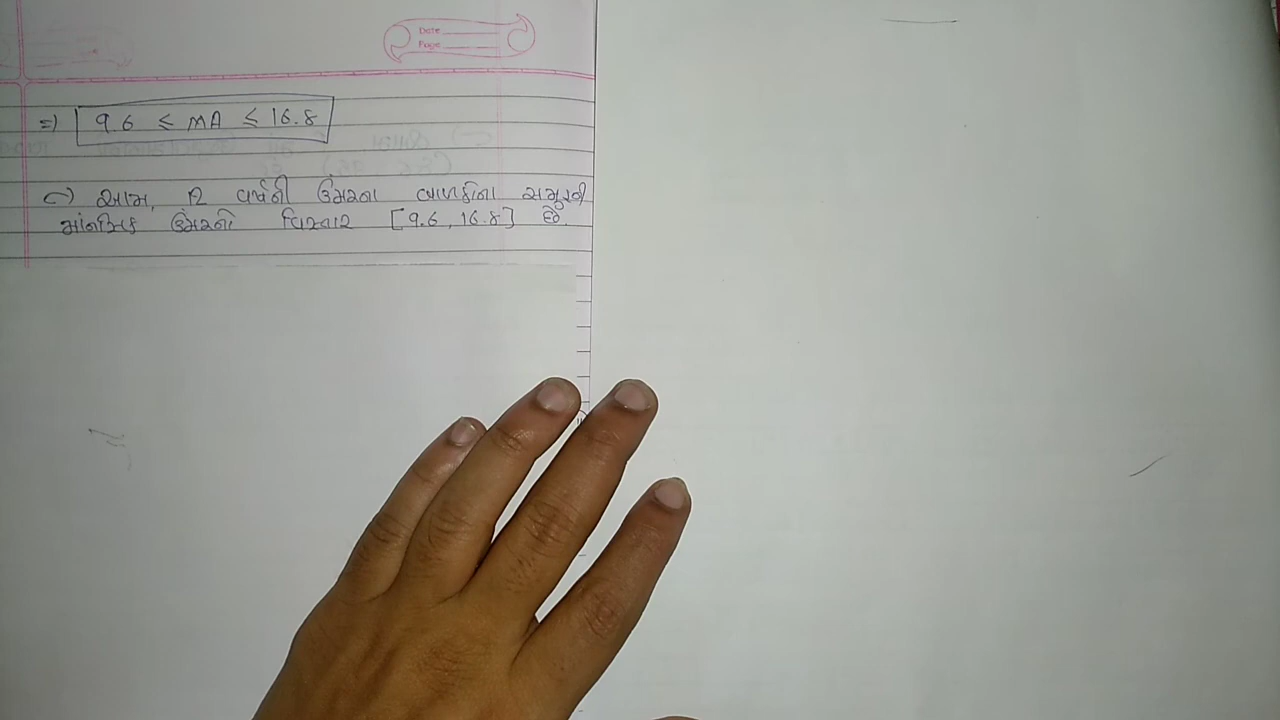 Date
Page
⇒ 9.6 ≤ MA ≤ 16.8
આમ, 12 વર્ષની ઉંમરના બાળકોના સમુહની
માનસિક ઉંમરનો વિસ્તાર [9.6, 16.8] છે.